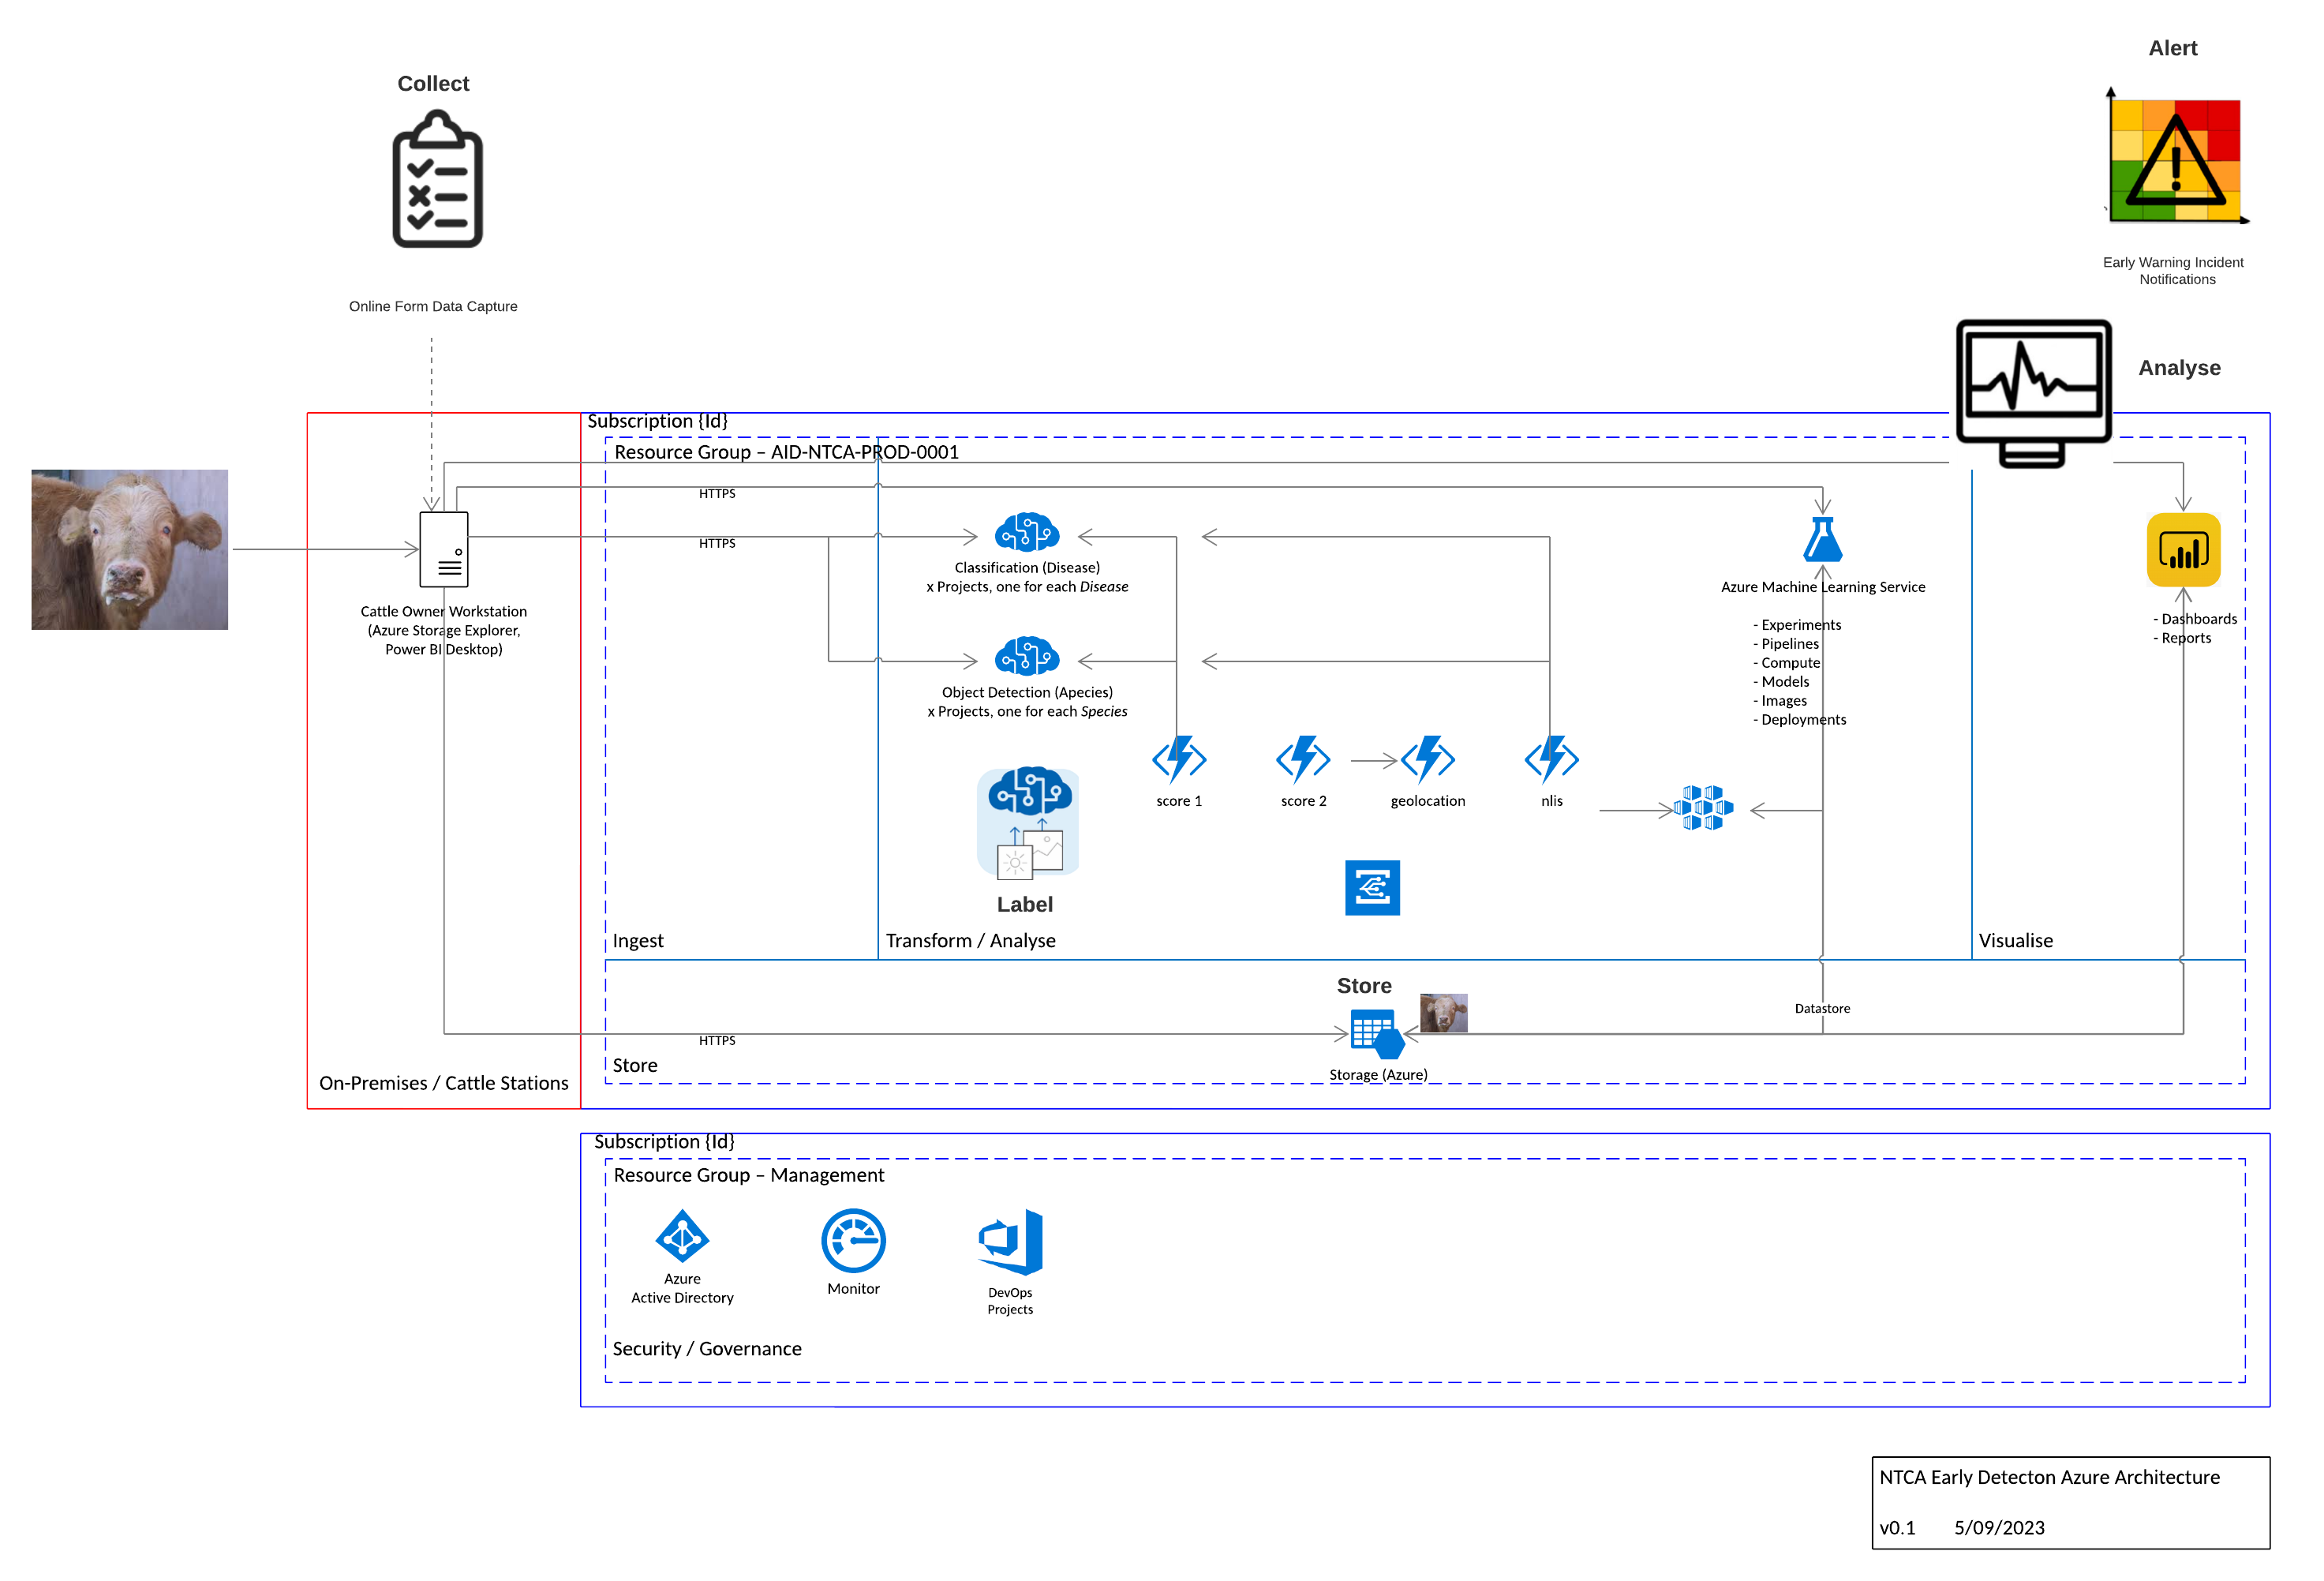 Alert
Collect
Early Warning Incident
Notifications
Online Form Data Capture
Analyse
Subscription {Id}
Resource Group – AID-NTCA-PROD-0001
HTTPS
HTTPS
Classification (Disease)
x Projects, one for each Disease
Azure Machine Learning Service
- Experiments
- Pipelines
- Compute
- Models
- Images
- Deployments
- Dashboards
- Reports
Cattle Owner Workstation
(Azure Storage Explorer,
Power BI Desktop)
Object Detection (Apecies)
x Projects, one for each Species
score 1
score 2
geolocation
nlis
Label
Ingest
Transform / Analyse
Visualise
Store
Datastore
HTTPS
Store
Storage (Azure)
On-Premises / Cattle Stations
Subscription {Id}
Resource Group – Management
Azure
Active Directory
Monitor
DevOps
Projects
Security / Governance
NTCA Early Detecton Azure Architecture
v0.1 5/09/2023